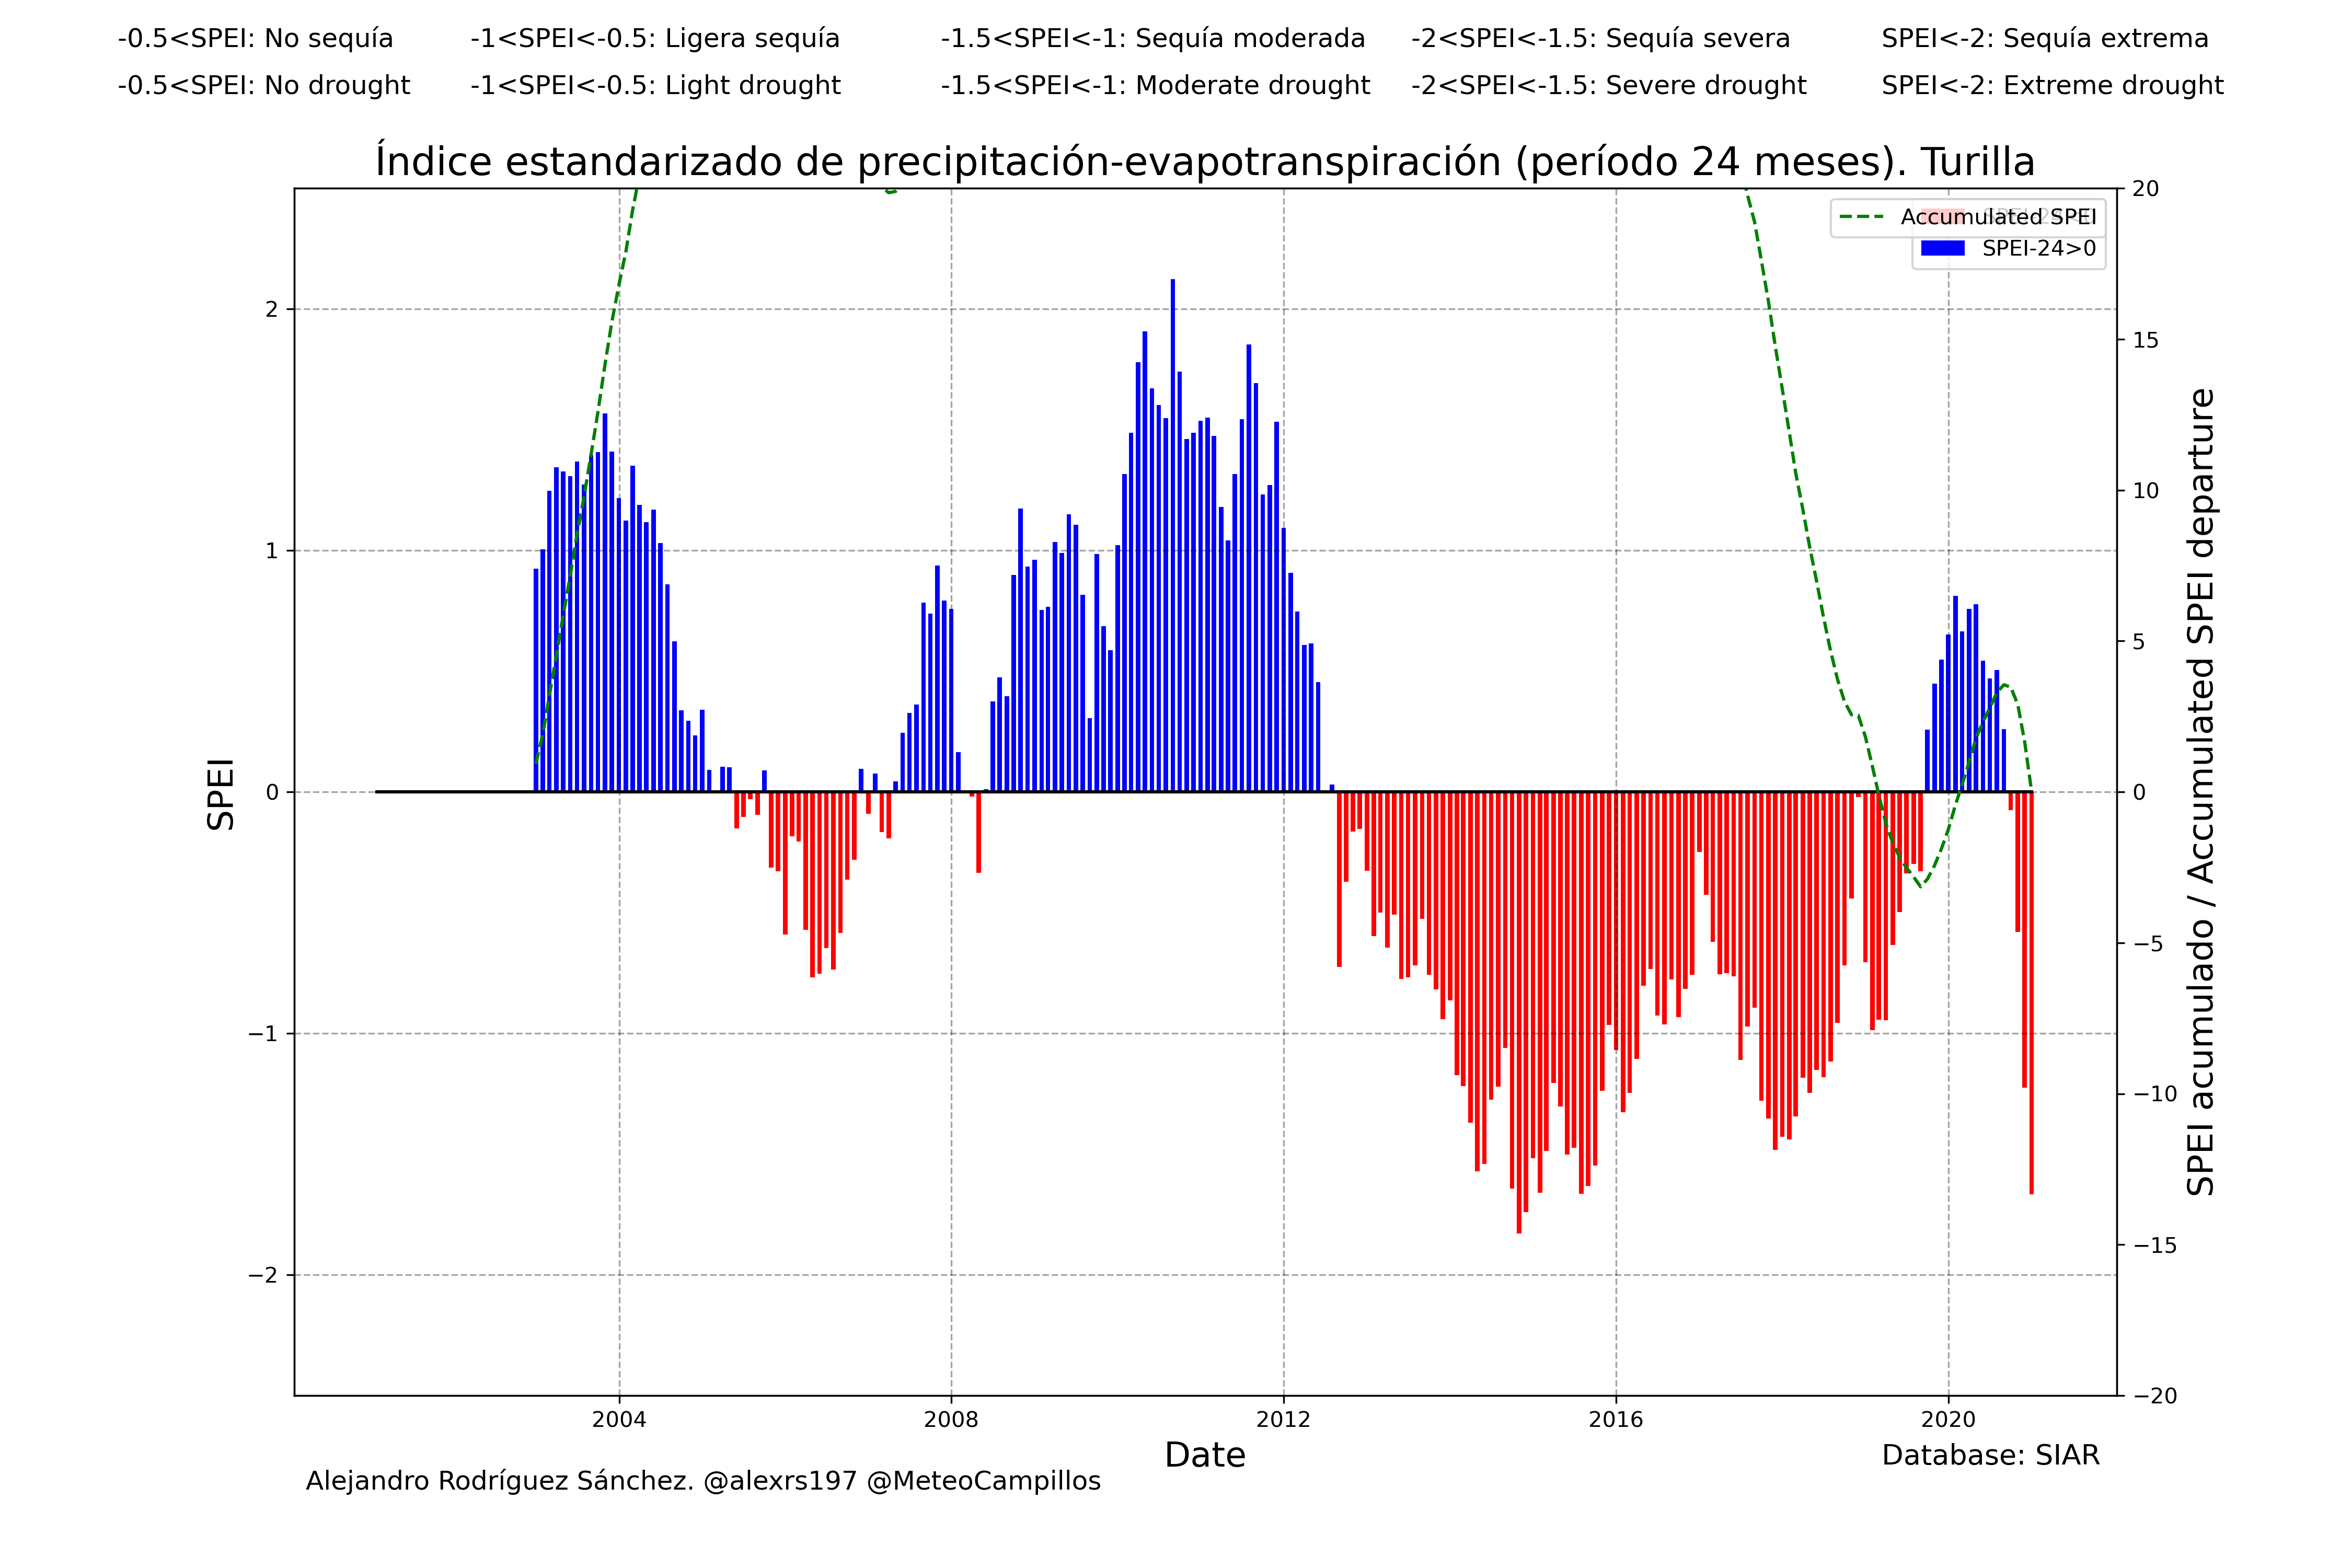 -0.5<SPEI: No sequía -1<SPEI<-0.5: Ligera sequía -1.5<SPEI<-1: Sequía moderada -2<SPEI<-1.5: Sequía severa SPEI<-2: Sequía extrema
-0.5<SPEI: No drought -1<SPEI<-0.5: Light drought -1.5<SPEI<-1: Moderate drought -2<SPEI<-1.5: Severe drought SPEI<-2: Extreme drought
Índice estandarizado de precipitación-evapotranspiración (período 24 meses). Turilla
Accumulated SPEI
SPEI-24>0
SPEI
2
1
0
−1
−2
20
15
10
5
0
−5
−10
−15
−20
SPEI acumulado / Accumulated SPEI departure
2004 2008 2012 2016 2020
Date
Database: SIAR
Alejandro Rodríguez Sánchez. @alexrs197 @MeteoCampillos